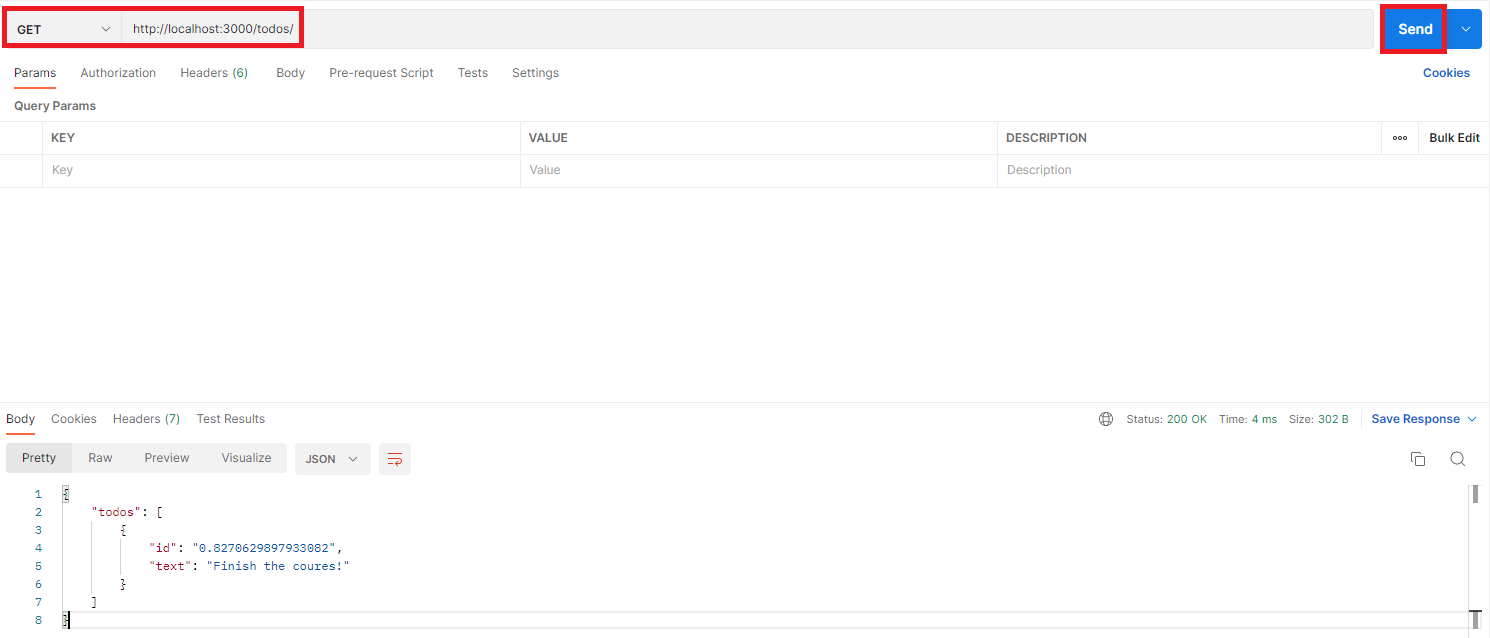 GET http://localhost:3000/todos/ Send
Params Authorization Headers (6) Body Pre-request Script Tests Settings Cookies
Query Params
KEY VALUE DESCRIPTION Bulk Edit
Key Value Description
Body Cookies Headers (7) Test Results Status: 200 OK Time: 4 ms Size: 302 B Save Response
Pretty Raw Preview Visualize JSON
1 {
2 "todos": [
3 {
4 "id": "0.8270629897933082",
5 "text": "Finish the coures!"
6 }
7 ]
8 }